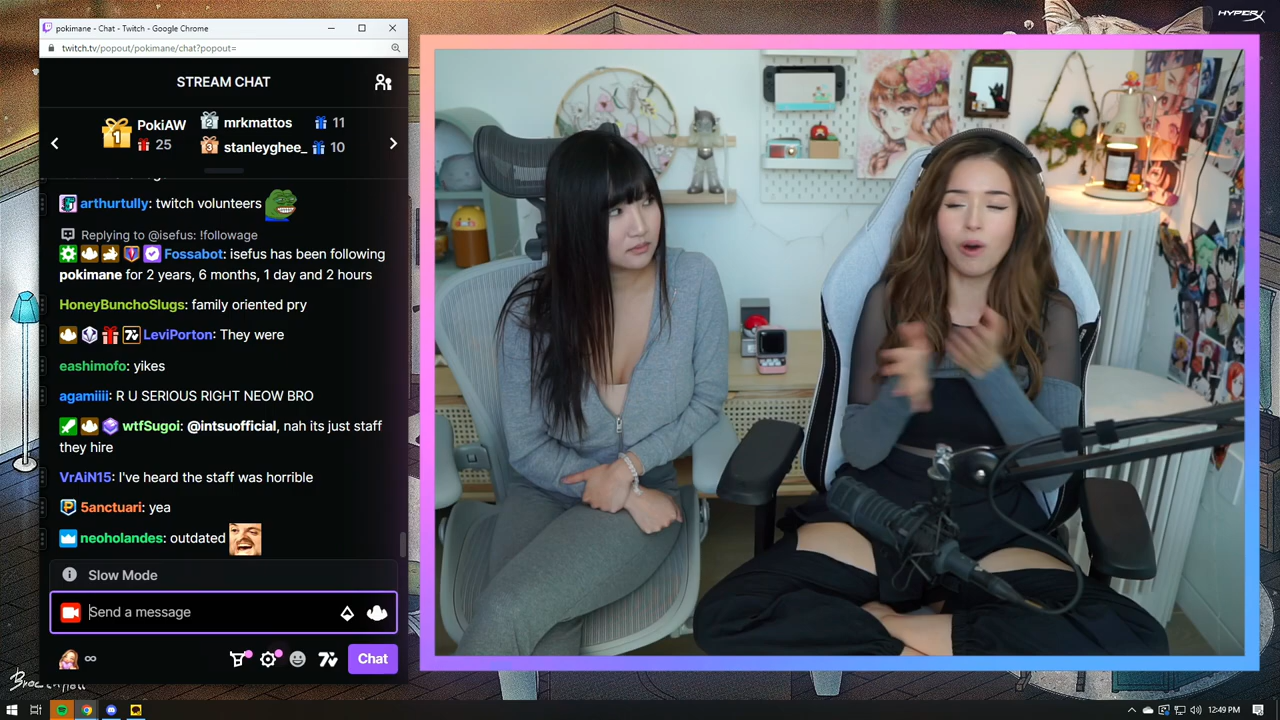 pokimane - Chat - Twitch - Google Chrome
twitch.tv/popout/pokimane/chat?popout=
HYPERX
STREAM CHAT
1 PokiAW 25
2 mrkmattos 11
3 stanleyghee_ 10
arthurtully: twitch volunteers
Replying to @isefus: !followage
Fossabot: isefus has been following
pokimane for 2 years, 6 months, 1 day and 2 hours
HoneyBunchoSlugs: family oriented pry
LeviPorton: They were
eashimofo: yikes
agamiiii: R U SERIOUS RIGHT NEOW BRO
wtfSugoi: @intsuofficial, nah its just staff
they hire
VrAiN15: I've heard the staff was horrible
5anctuari: yea
neoholandes: outdated
Slow Mode
Send a message
∞
Chat
12:49 PM